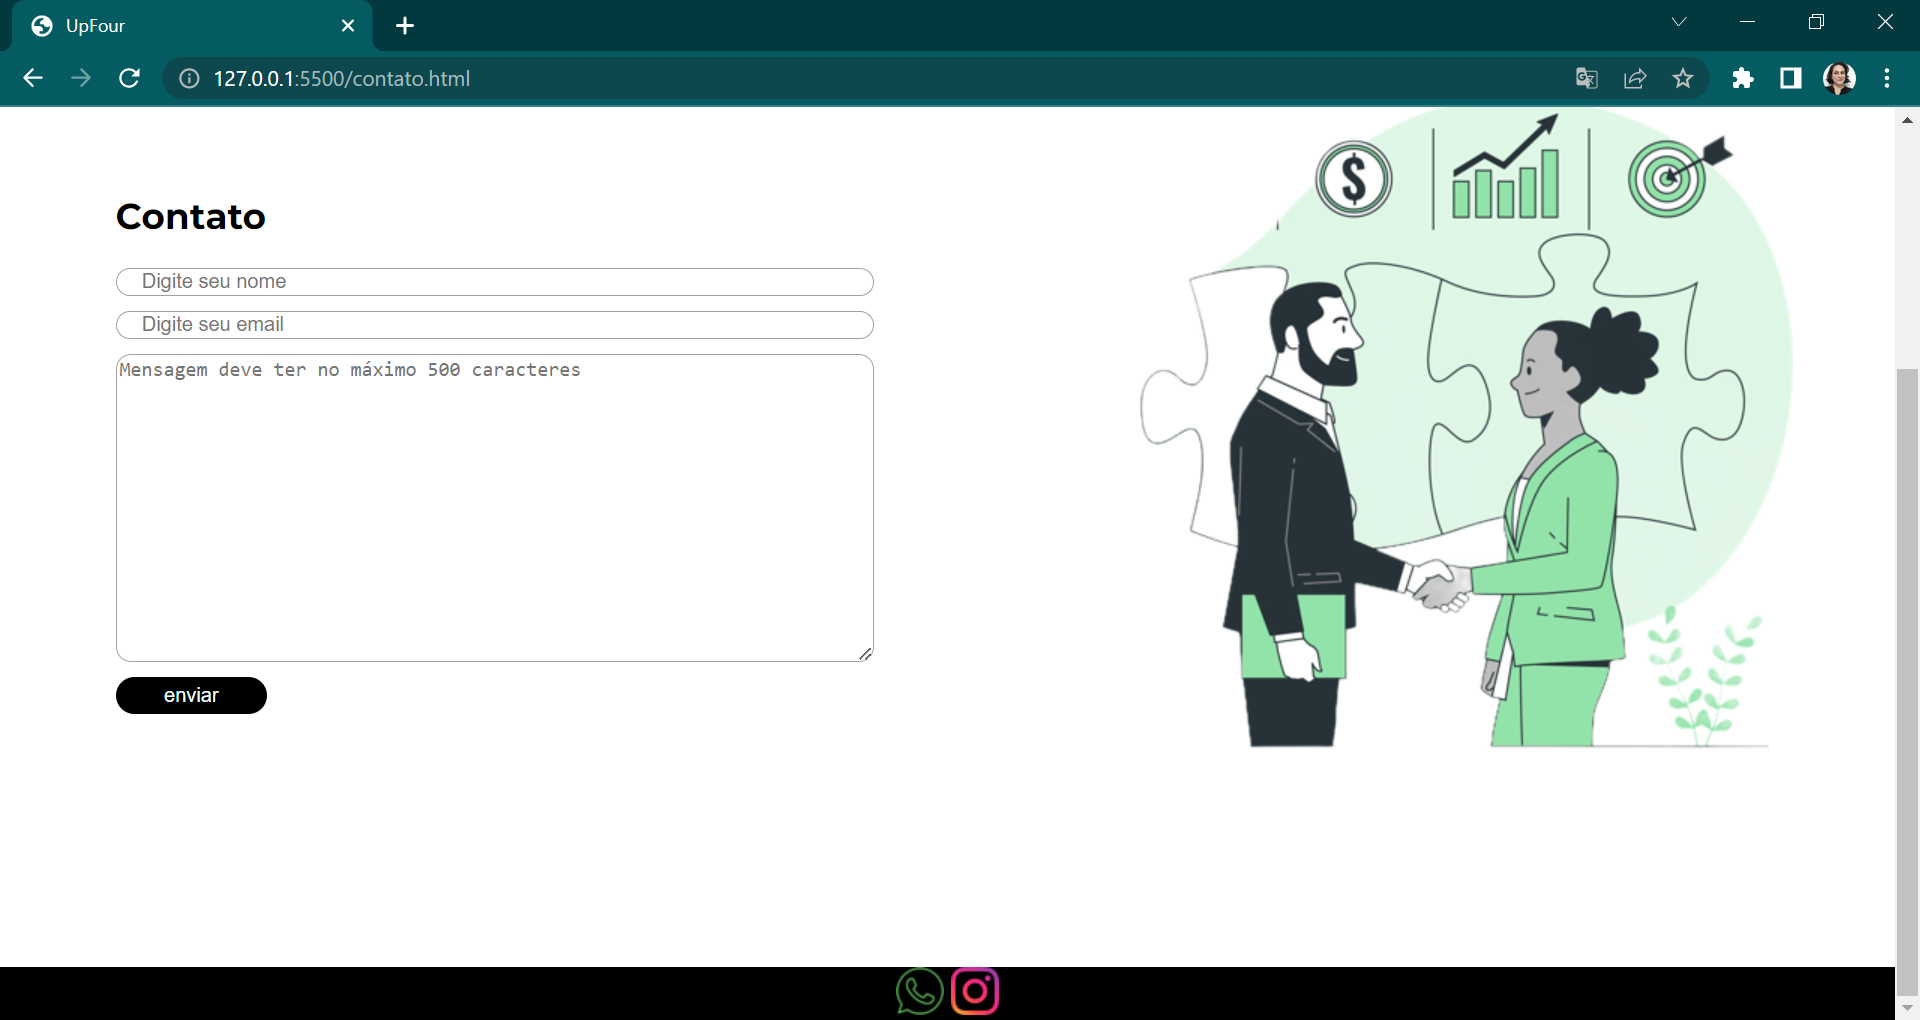 UpFour
127.0.0.1:5500/contato.html
$
Contato
Digite seu nome
Digite seu email
Mensagem deve ter no máximo 500 caracteres
enviar